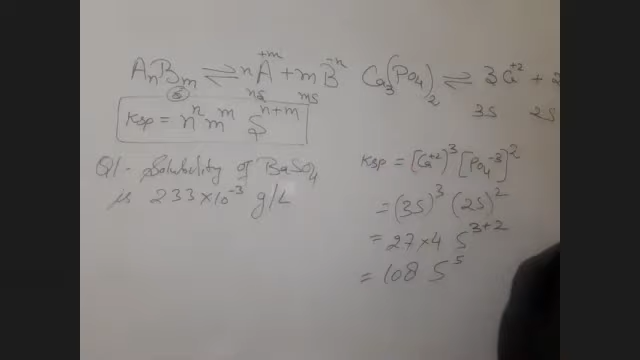 AnBm ⇌ nA+m + mB-n
(S) nS mS
Ksp = n^n m^m S^n+m
Q1. Solubility of BaSO4
is 233×10^-3 g/L
Ca3(PO4)2 ⇌ 3Ca+2 + 2
3S 2S
Ksp = [Ca+2]^3 [PO4-3]^2
= (3S)^3 (2S)^2
= 27×4 S^3+2
= 108 S^5